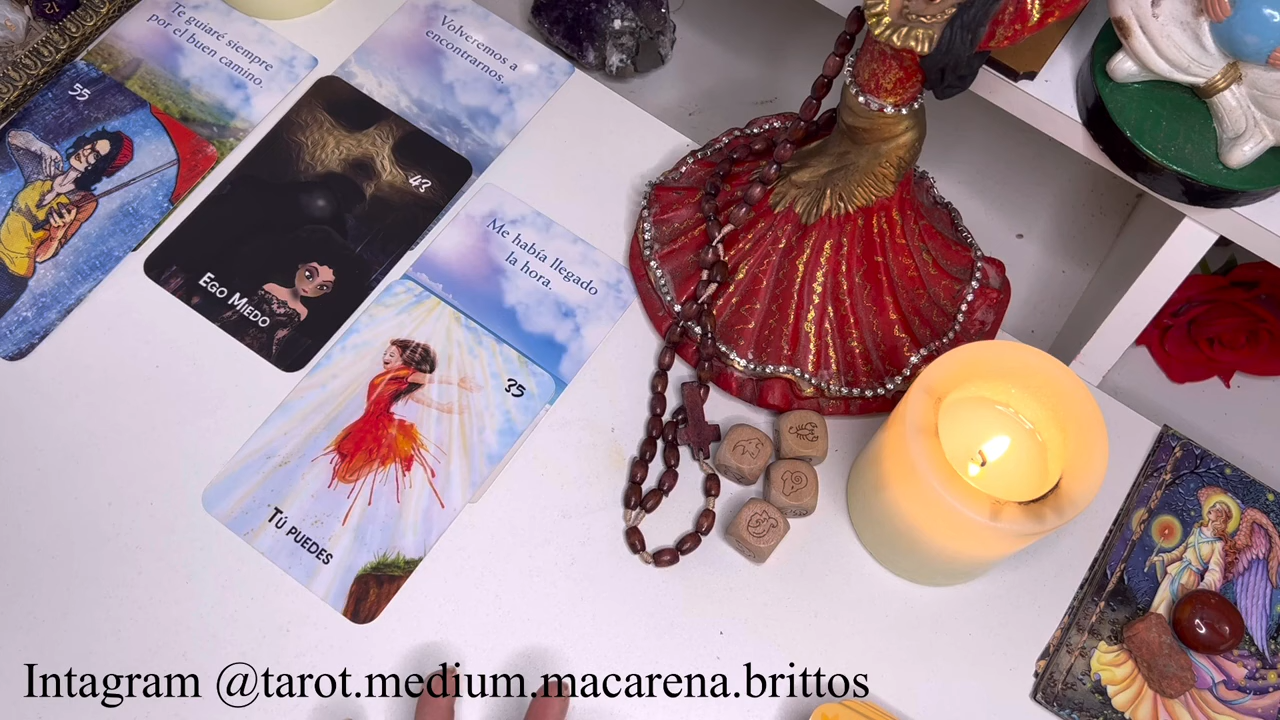 Te guiaré siempre
por el buen camino.
Volveremos a
encontrarnos.
55
43
EGO MIEDO
Me había llegado
la hora.
35
TÚ PUEDES
Intagram @tarot.medium.macarena.brittos